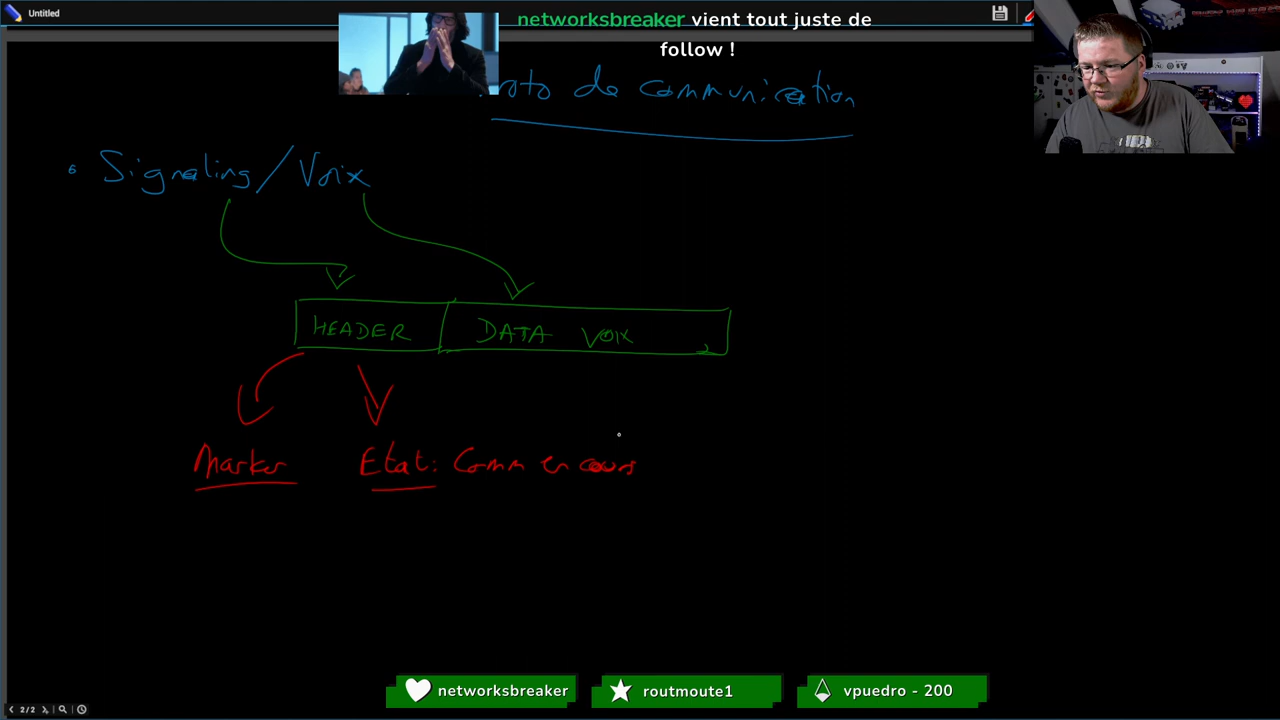 Untitled
networksbreaker vient tout juste de
follow !
de communication
Signaling / Voix
HEADER DATA VOIX
Marker Etat: Comm en cours
2/2
networksbreaker
routmoute1
vpuedro - 200